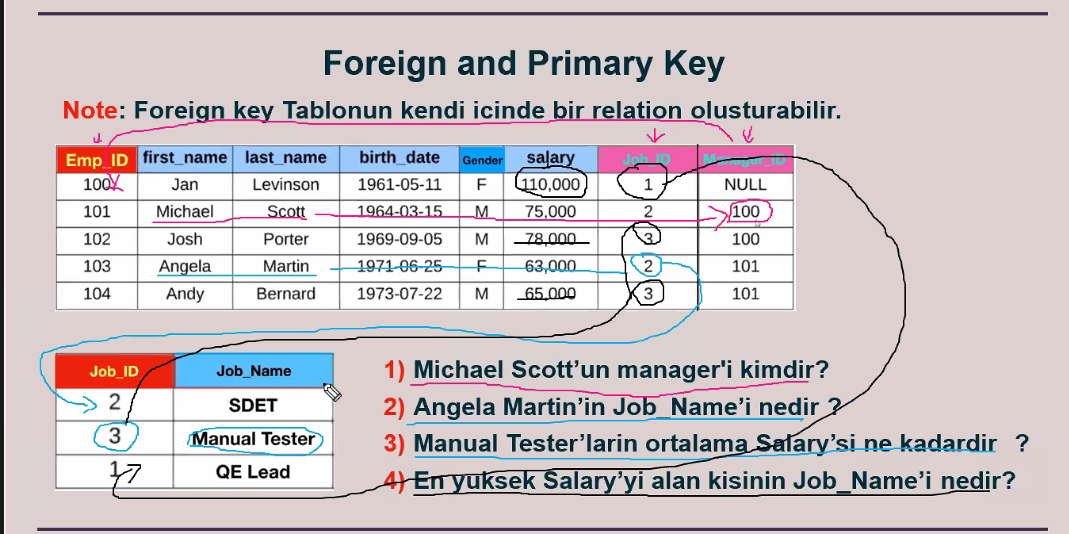 Foreign and Primary Key
Note: Foreign key Tablonun kendi icinde bir relation olusturabilir.
Emp_ID first_name last_name birth_date Gender salary Job_ID Manager_ID
100 Jan Levinson 1961-05-11 F 110,000 1 NULL
101 Michael Scott 1964-03-15 M 75,000 2 100
102 Josh Porter 1969-09-05 M 78,000 3 100
103 Angela Martin 1971-06-25 F 63,000 2 101
104 Andy Bernard 1973-07-22 M 65,000 3 101
Job_ID Job_Name
2 SDET
3 Manual Tester
1 QE Lead
1) Michael Scott’un manager'i kimdir?
2) Angela Martin’in Job_Name’i nedir ?
3) Manual Tester’larin ortalama Salary’si ne kadardir ?
4) En yuksek Salary’yi alan kisinin Job_Name’i nedir?